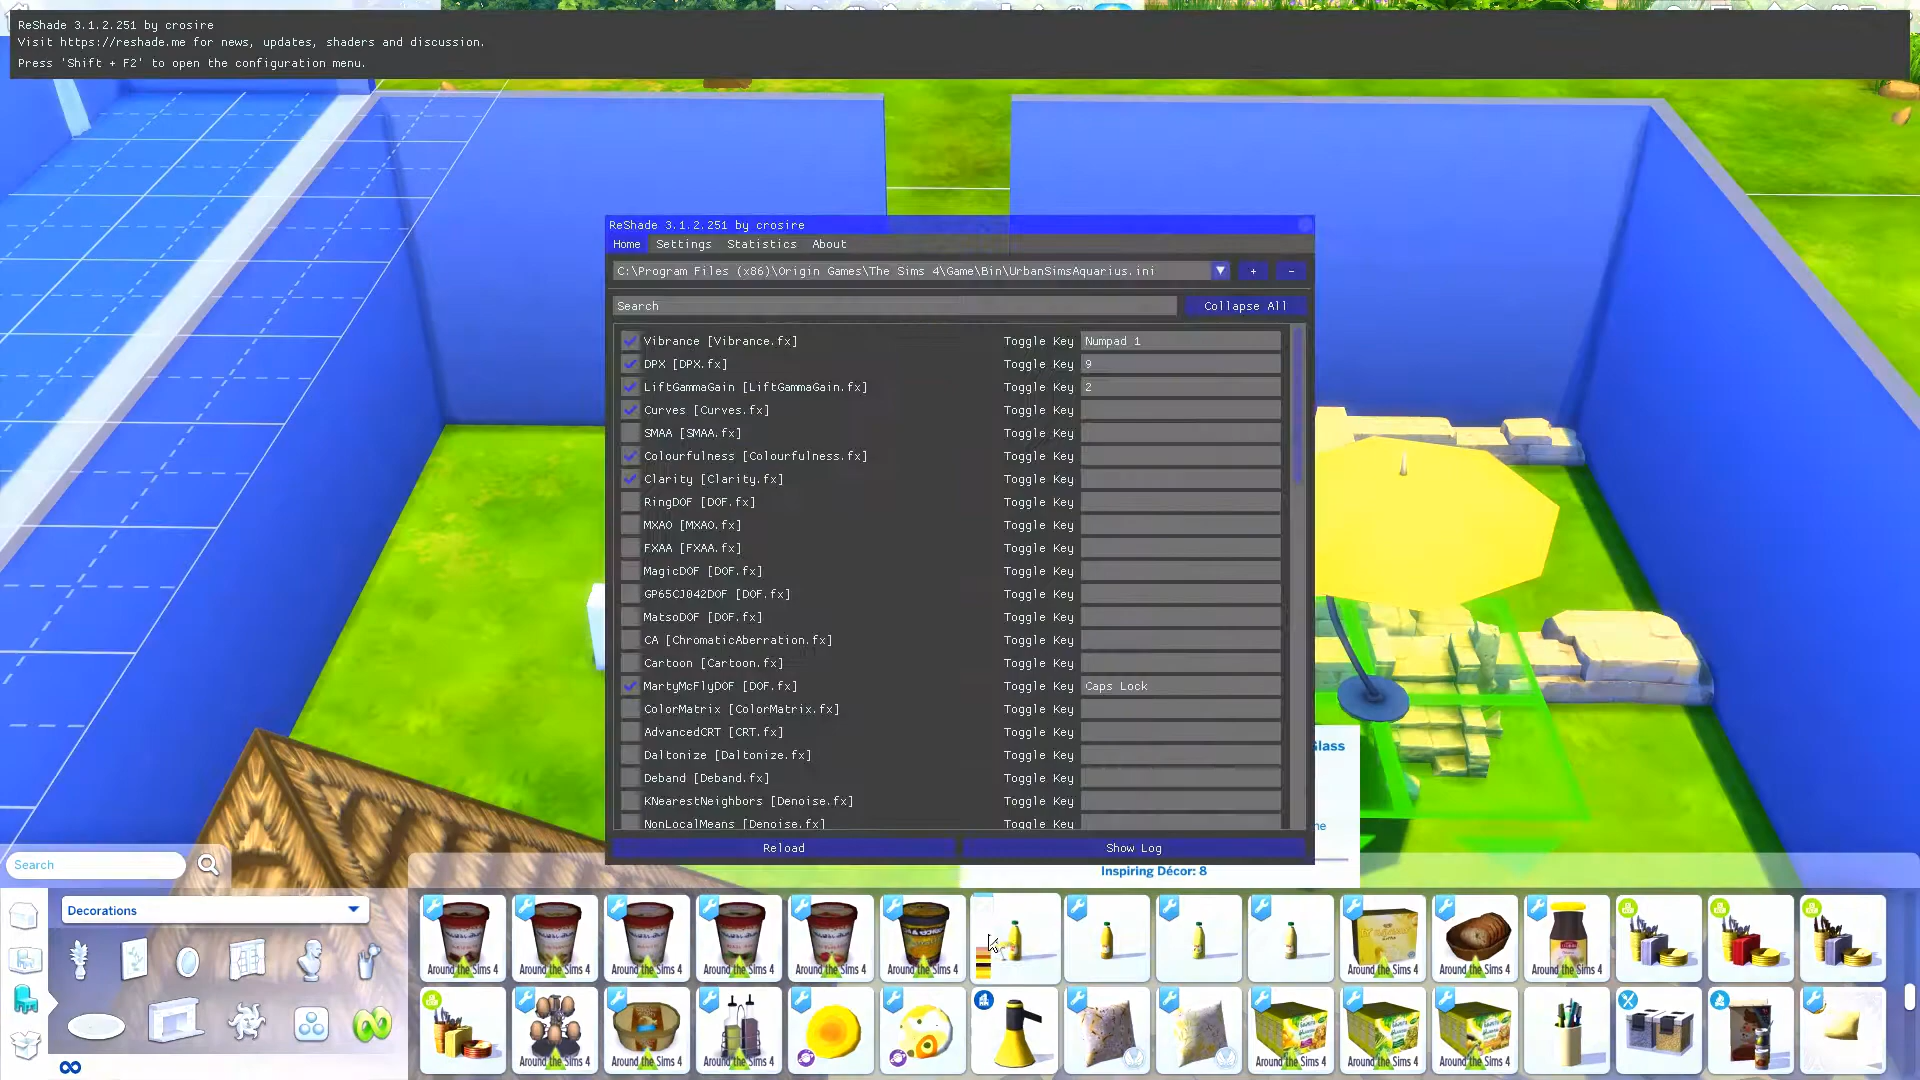 ReShade 3.1.2.251 by crosire
Visit https://reshade.me for news, updates, shaders and discussion.
Press 'Shift + F2' to open the configuration menu.
ReShade 3.1.2.251 by crosire
Home Settings Statistics About
C:\Program Files (x86)\Origin Games\The Sims 4\Game\Bin\UrbanSimsAquarius.ini + -
Search Collapse All
Vibrance [Vibrance.fx] Toggle Key Numpad 1
DPX [DPX.fx] Toggle Key 9
LiftGammaGain [LiftGammaGain.fx] Toggle Key 2
Curves [Curves.fx] Toggle Key
SMAA [SMAA.fx] Toggle Key
Colourfulness [Colourfulness.fx] Toggle Key
Clarity [Clarity.fx] Toggle Key
RingDOF [DOF.fx] Toggle Key
MXAO [MXAO.fx] Toggle Key
FXAA [FXAA.fx] Toggle Key
MagicDOF [DOF.fx] Toggle Key
GP65CJ042DOF [DOF.fx] Toggle Key
MatsoDOF [DOF.fx] Toggle Key
CA [ChromaticAberration.fx] Toggle Key
Cartoon [Cartoon.fx] Toggle Key
MartyMcFlyDOF [DOF.fx] Toggle Key Caps Lock
ColorMatrix [ColorMatrix.fx] Toggle Key
AdvancedCRT [CRT.fx] Toggle Key
Daltonize [Daltonize.fx] Toggle Key
Deband [Deband.fx] Toggle Key
KNearestNeighbors [Denoise.fx] Toggle Key
NonLocalMeans [Denoise.fx] Toggle Key
Reload Show Log
Inspiring Décor: 8
Search
Decorations
Around the Sims 4 Around the Sims 4 Around the Sims 4 Around the Sims 4 Around the Sims 4 Around the Sims 4 Around the Sims 4 Around the Sims 4 Around the Sims 4
Around the Sims 4 Around the Sims 4 Around the Sims 4 Around the Sims 4 Around the Sims 4 Around the Sims 4